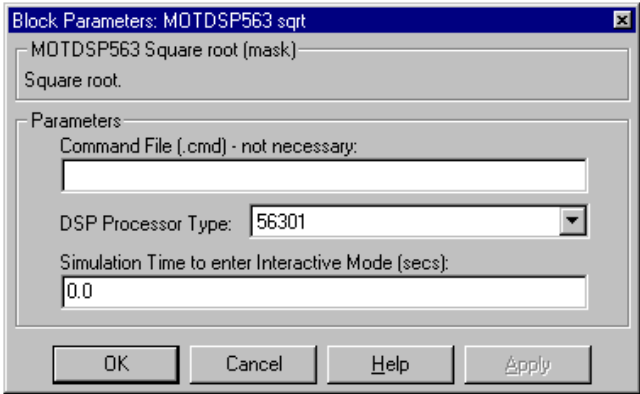 Block Parameters: MOTDSP563 sqrt
MOTDSP563 Square root (mask)
Square root.
Parameters
Command File (.cmd) - not necessary:
DSP Processor Type: 56301
Simulation Time to enter Interactive Mode (secs):
0.0
OK Cancel Help Apply